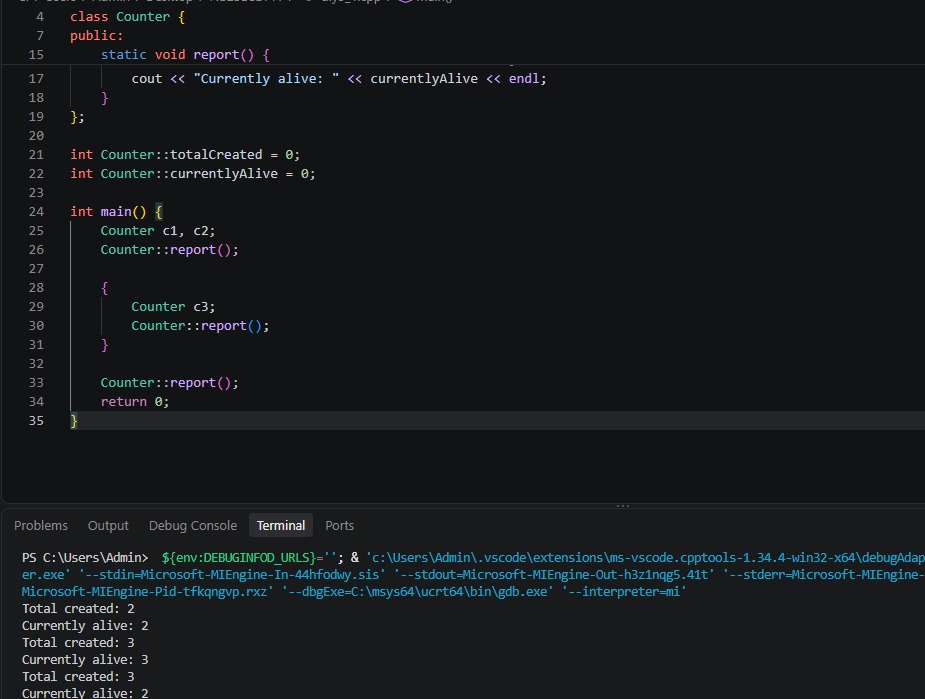 4 class Counter {
7 public:
15     static void report() {
17         cout << "Currently alive: " << currentlyAlive << endl;
18     }
19 };
20
21 int Counter::totalCreated = 0;
22 int Counter::currentlyAlive = 0;
23
24 int main() {
25     Counter c1, c2;
26     Counter::report();
27
28     {
29         Counter c3;
30         Counter::report();
31     }
32
33     Counter::report();
34     return 0;
35 }
Problems Output Debug Console Terminal Ports
PS C:\Users\Admin>  ${env:DEBUGINFOD_URLS}=''; & 'c:\Users\Admin\.vscode\extensions\ms-vscode.cpptools-1.34.4-win32-x64\debugAdap
er.exe' '--stdin=Microsoft-MIEngine-In-44hfodwy.sis' '--stdout=Microsoft-MIEngine-Out-h3z1nqg5.41t' '--stderr=Microsoft-MIEngine-
Microsoft-MIEngine-Pid-tfkqngvp.rxz' '--dbgExe=C:\msys64\ucrt64\bin\gdb.exe' '--interpreter=mi'
Total created: 2
Currently alive: 2
Total created: 3
Currently alive: 3
Total created: 3
Currently alive: 2